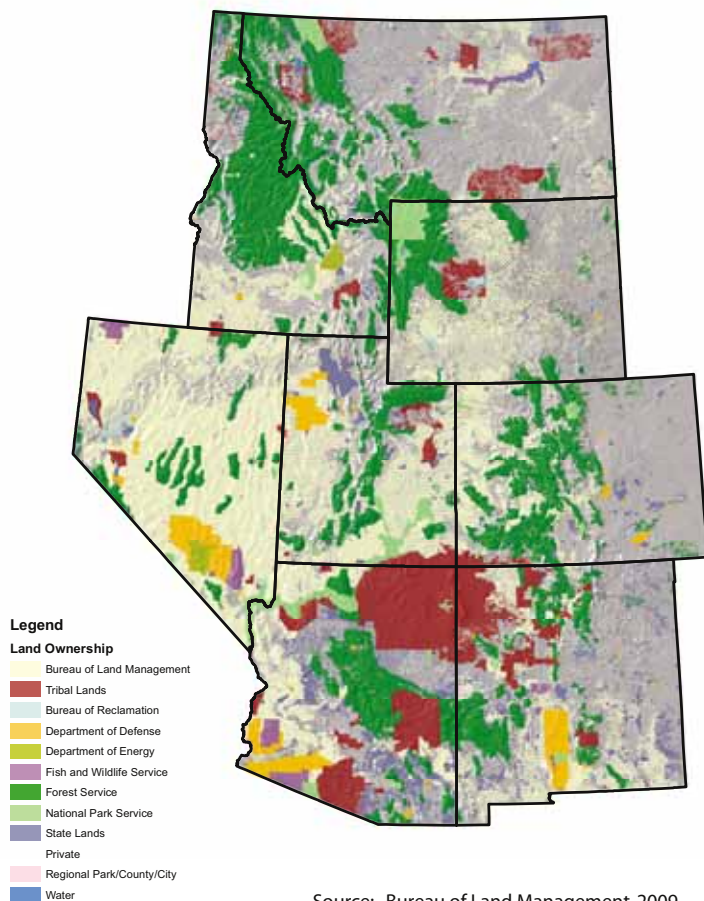 Legend
Land Ownership
Bureau of Land Management
Tribal Lands
Bureau of Reclamation
Department of Defense
Department of Energy
Fish and Wildlife Service
Forest Service
National Park Service
State Lands
Private
Regional Park/County/City
Water
Source: Bureau of Land Management, 2009